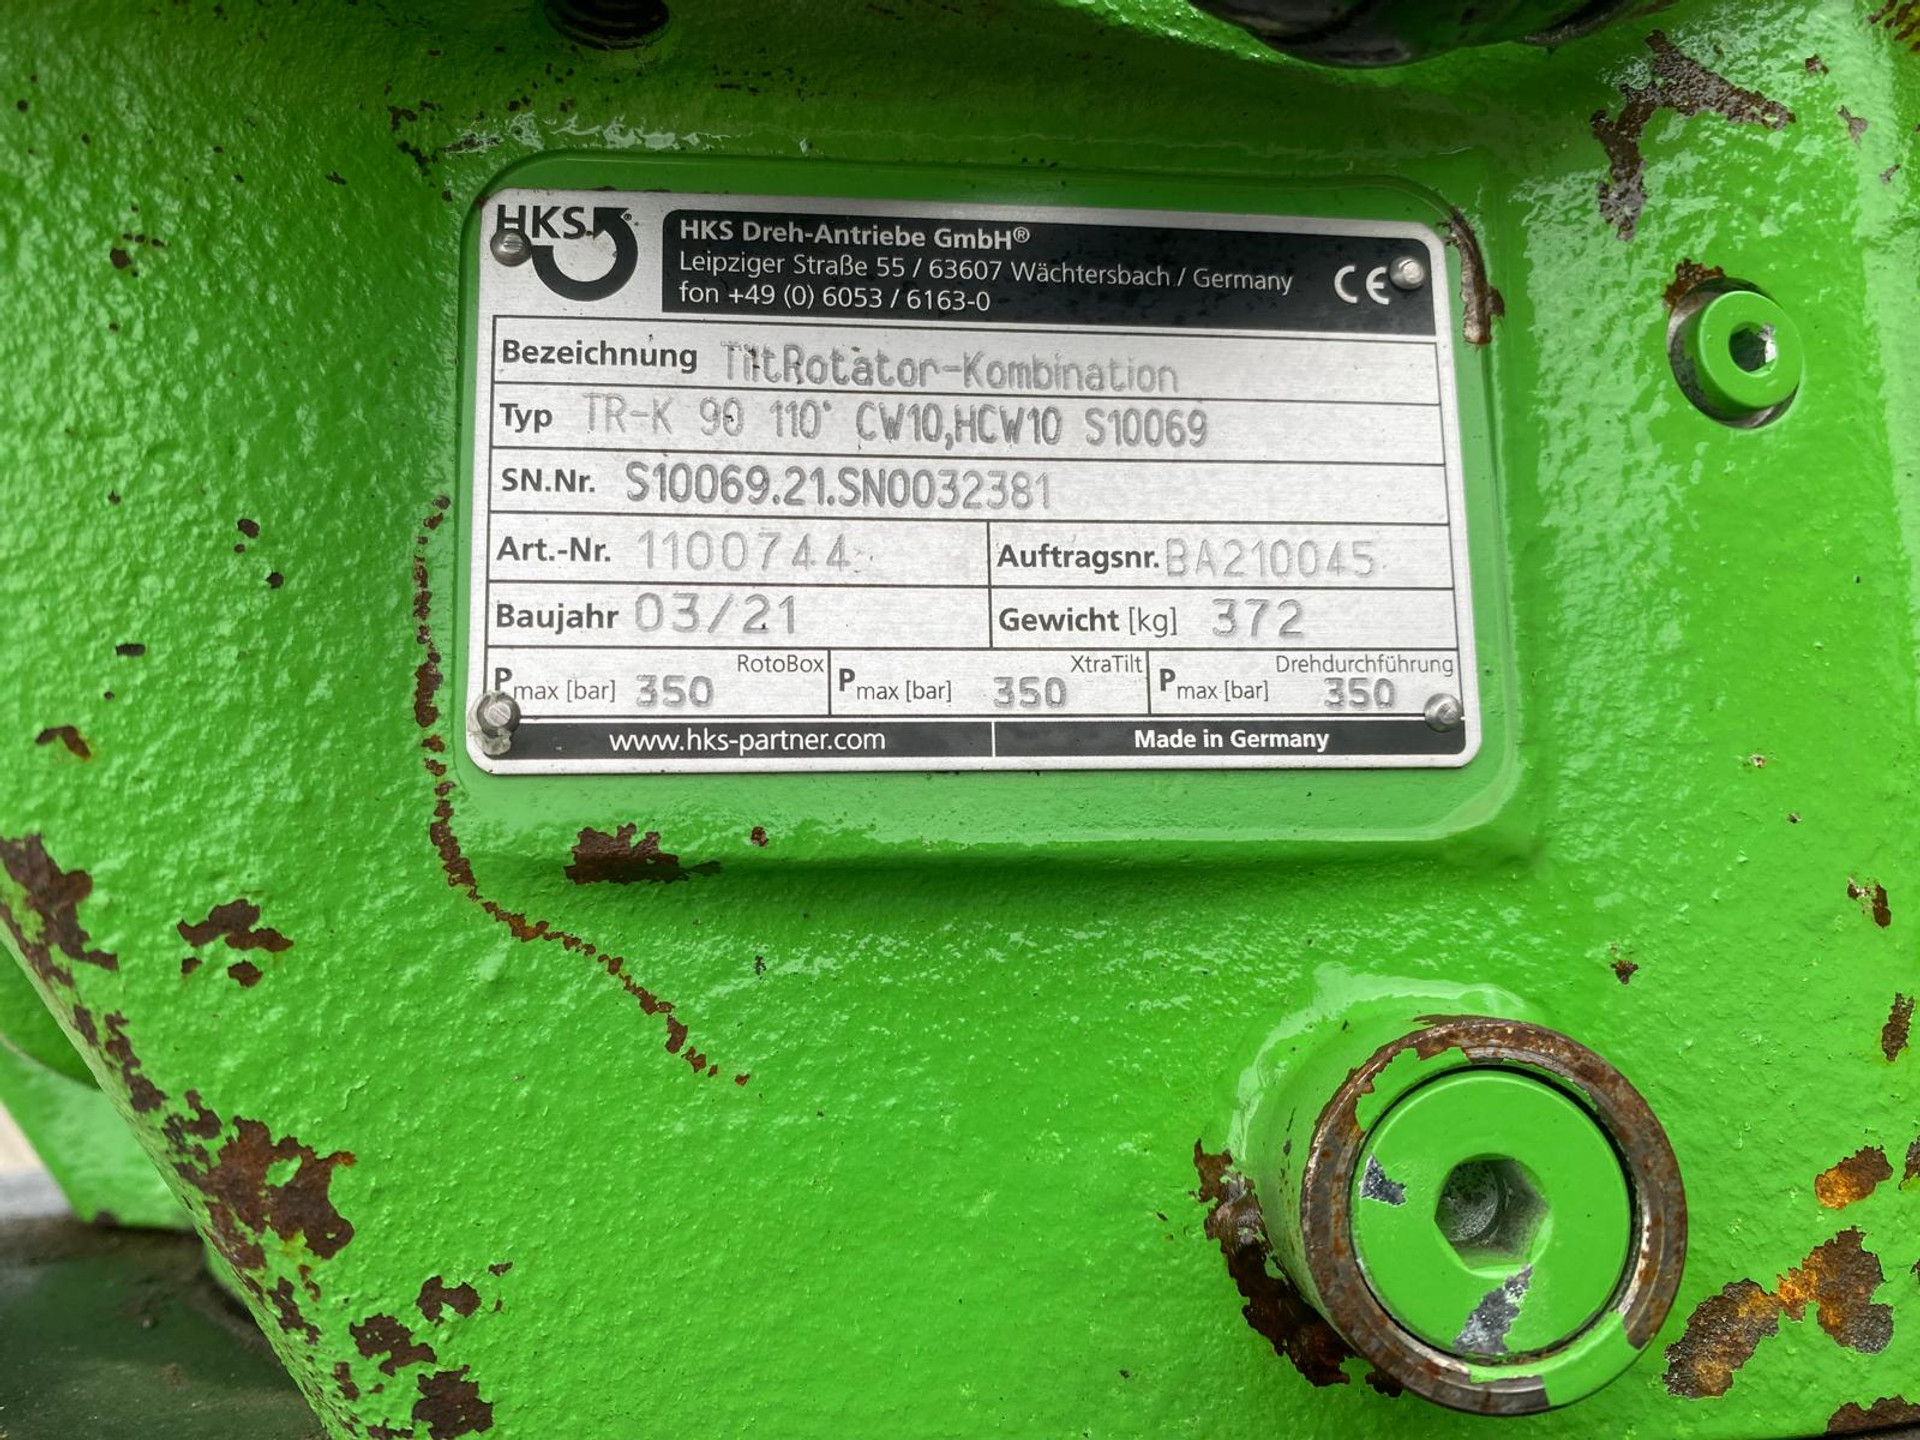 HKS®
HKS Dreh-Antriebe GmbH®
Leipziger Straße 55 / 63607 Wächtersbach / Germany
fon +49 (0) 6053 / 6163-0
CE
Bezeichnung TiltRotator-Kombination
Typ TR-K 90 110° CW10,HCW10 S10069
SN.Nr. S10069.21.SN0032381
Art.-Nr. 1100744 Auftragsnr. BA210045
Baujahr 03/21 Gewicht [kg] 372
RotoBox XtraTilt Drehdurchführung
Pmax [bar] 350 Pmax [bar] 350 Pmax [bar] 350
www.hks-partner.com Made in Germany